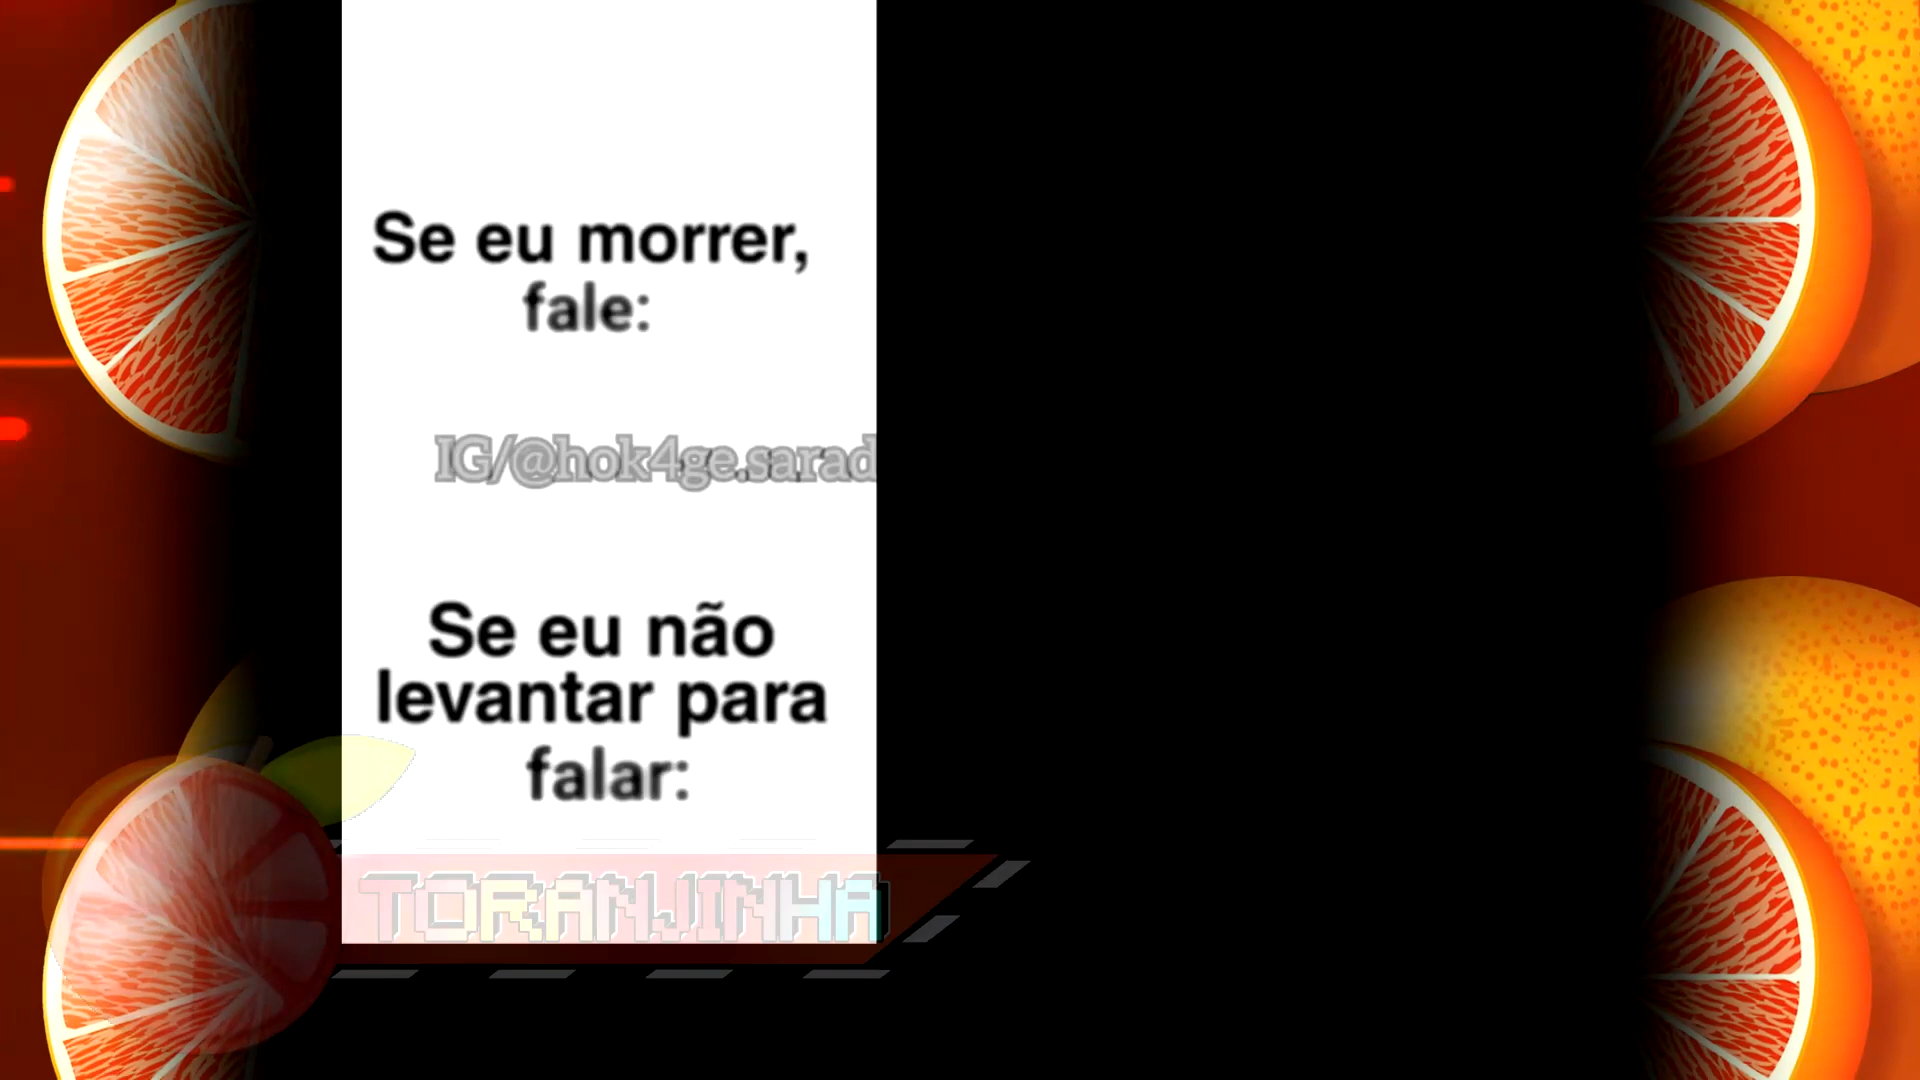 Se eu morrer,
fale:
IG/@hok4ge.sarad
Se eu não
levantar para
falar:
TORANJINHA